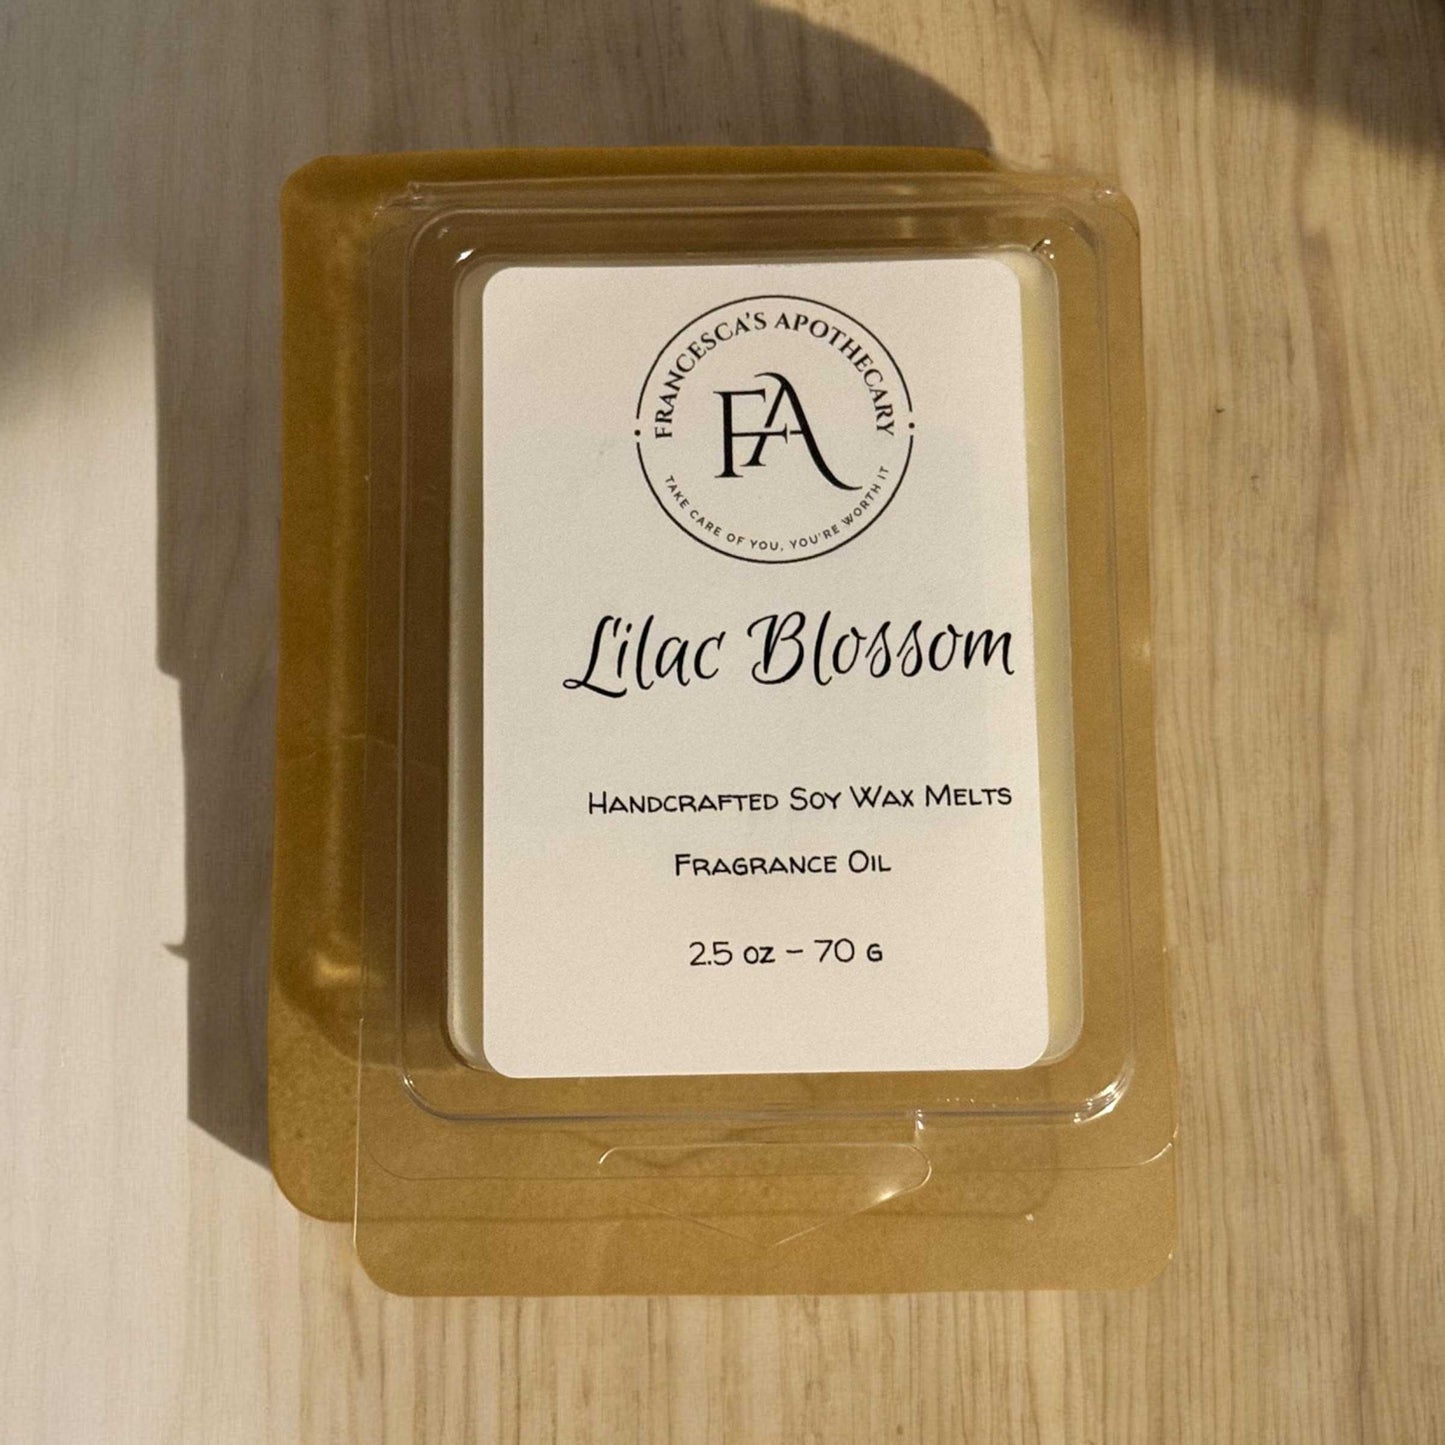 FRANCESCA'S APOTHECARY
FA
TAKE CARE OF YOU, YOU'RE WORTH IT
Lilac Blossom
HANDCRAFTED SOY WAX MELTS
FRAGRANCE OIL
2.5 OZ - 70 G